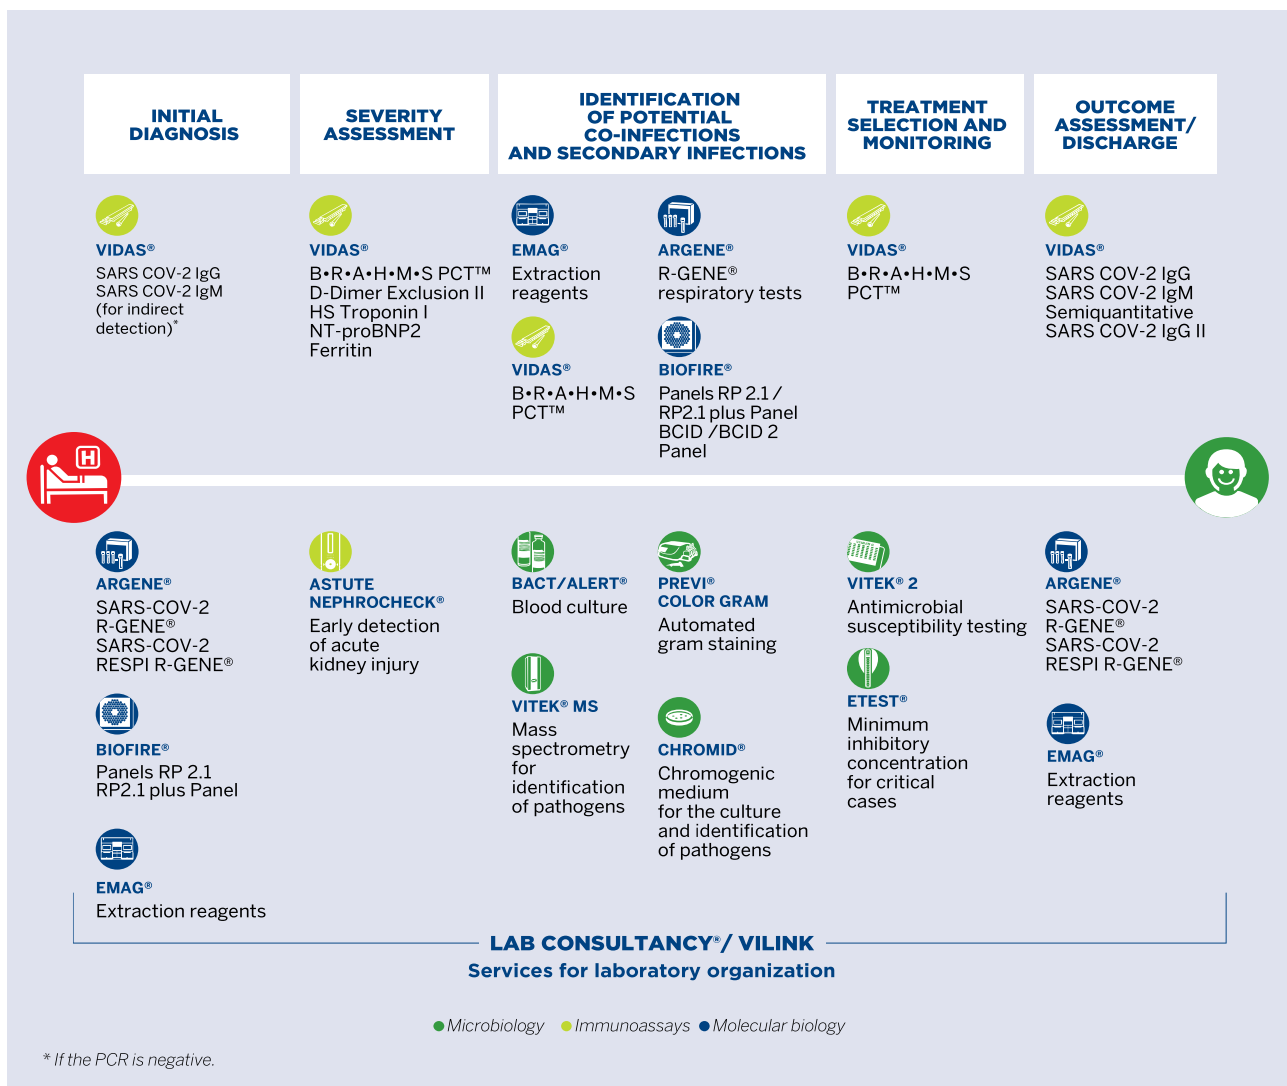 INITIAL
DIAGNOSIS
SEVERITY
ASSESSMENT
IDENTIFICATION
OF POTENTIAL
CO-INFECTIONS
AND SECONDARY INFECTIONS
TREATMENT
SELECTION AND
MONITORING
OUTCOME
ASSESSMENT/
DISCHARGE
VIDAS®
SARS COV-2 IgG
SARS COV-2 IgM
(for indirect
detection)*
VIDAS®
B•R•A•H•M•S PCT™
D-Dimer Exclusion II
HS Troponin I
NT-proBNP2
Ferritin
EMAG®
Extraction
reagents
VIDAS®
B•R•A•H•M•S
PCT™
ARGENE®
R-GENE®
respiratory tests
BIOFIRE®
Panels RP 2.1 /
RP2.1 plus Panel
BCID /BCID 2
Panel
VIDAS®
B•R•A•H•M•S
PCT™
VIDAS®
SARS COV-2 IgG
SARS COV-2 IgM
Semiquantitative
SARS COV-2 IgG II
H
ARGENE®
SARS-COV-2
R-GENE®
SARS-COV-2
RESPI R-GENE®
BIOFIRE®
Panels RP 2.1
RP2.1 plus Panel
EMAG®
Extraction reagents
ASTUTE
NEPHROCHECK®
Early detection
of acute
kidney injury
BACT/ALERT®
Blood culture
VITEK® MS
Mass
spectrometry
for
identification
of pathogens
PREVI®
COLOR GRAM
Automated
gram staining
CHROMID®
Chromogenic
medium
for the culture
and identification
of pathogens
VITEK® 2
Antimicrobial
susceptibility testing
ETEST®
Minimum
inhibitory
concentration
for critical
cases
ARGENE®
SARS-COV-2
R-GENE®
SARS-COV-2
RESPI R-GENE®
EMAG®
Extraction
reagents
LAB CONSULTANCY®/ VILINK
Services for laboratory organization
Microbiology Immunoassays Molecular biology
* If the PCR is negative.